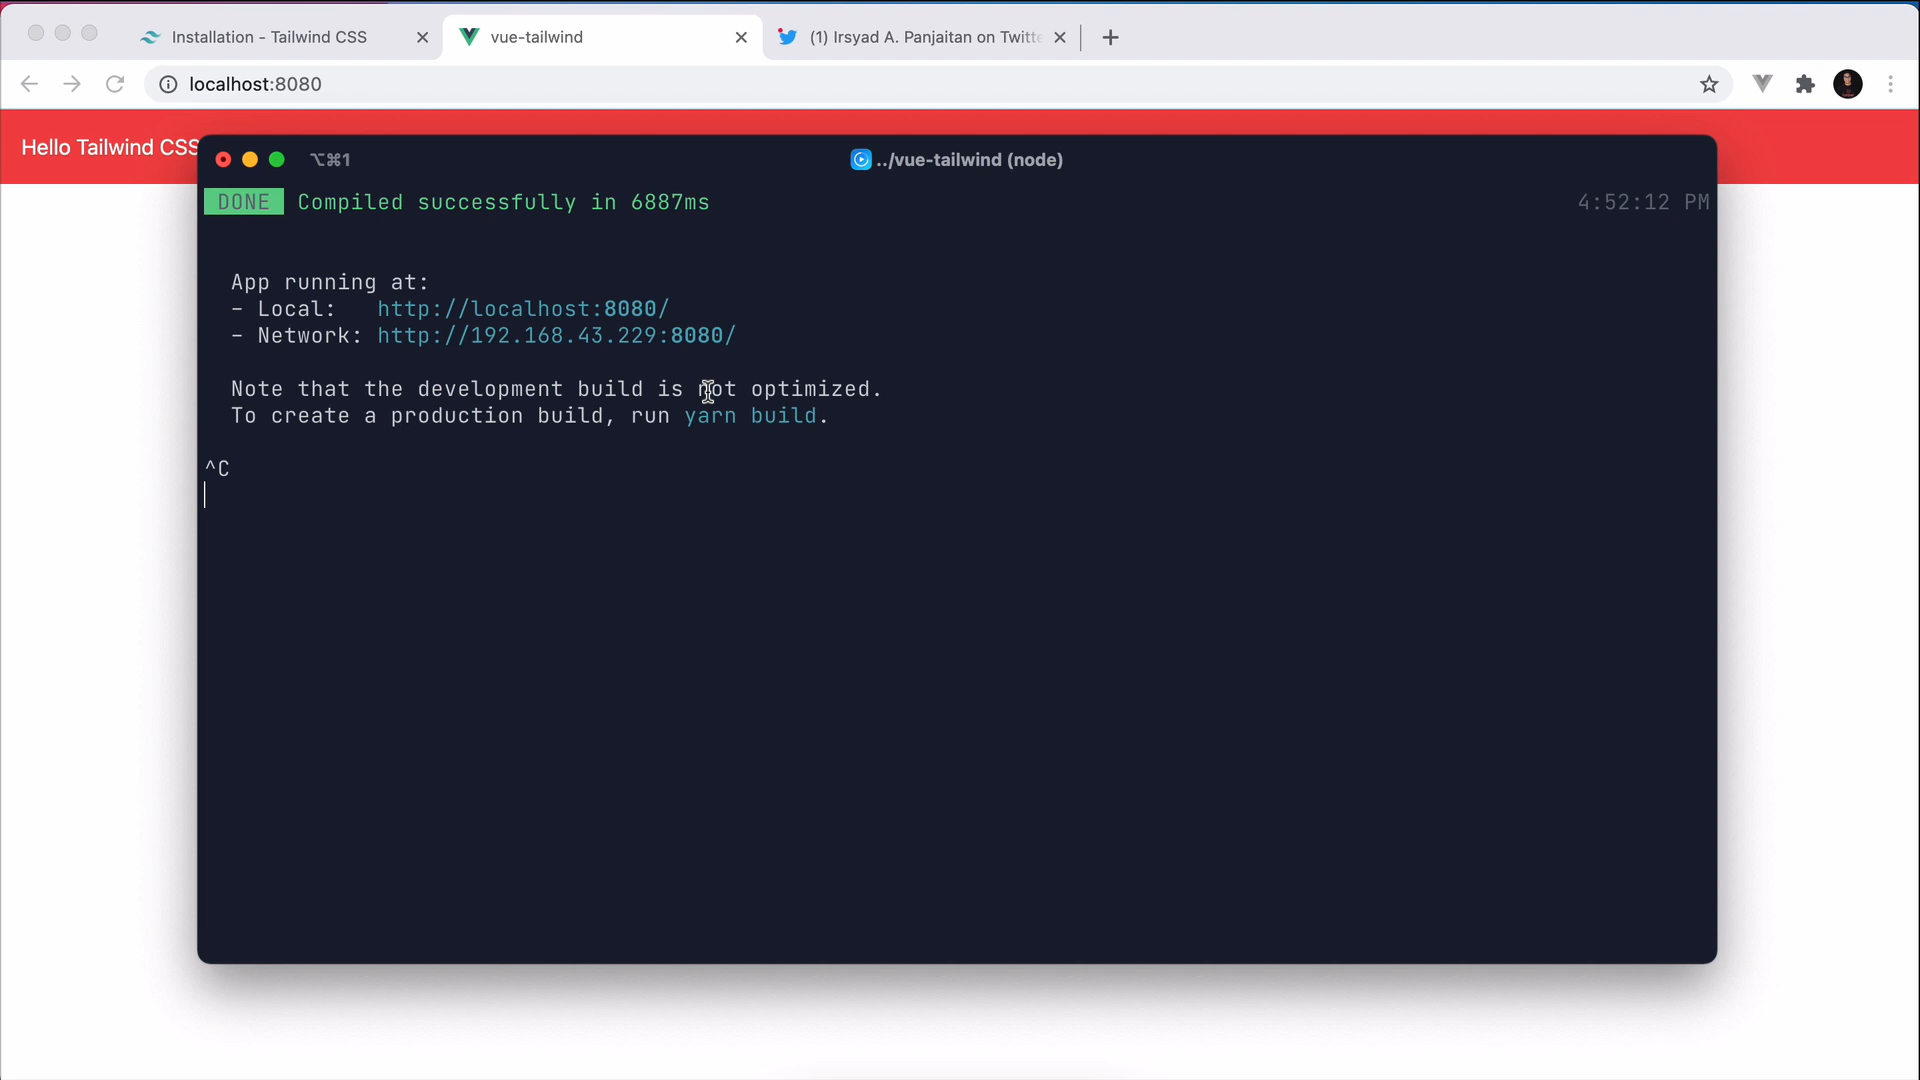 Installation - Tailwind CSS
vue-tailwind
(1) Irsyad A. Panjaitan on Twitte
localhost:8080
Hello Tailwind CSS
⌥⌘1
../vue-tailwind (node)
DONE Compiled successfully in 6887ms 4:52:12 PM
App running at:
- Local: http://localhost:8080/
- Network: http://192.168.43.229:8080/
Note that the development build is not optimized.
To create a production build, run yarn build.
^C